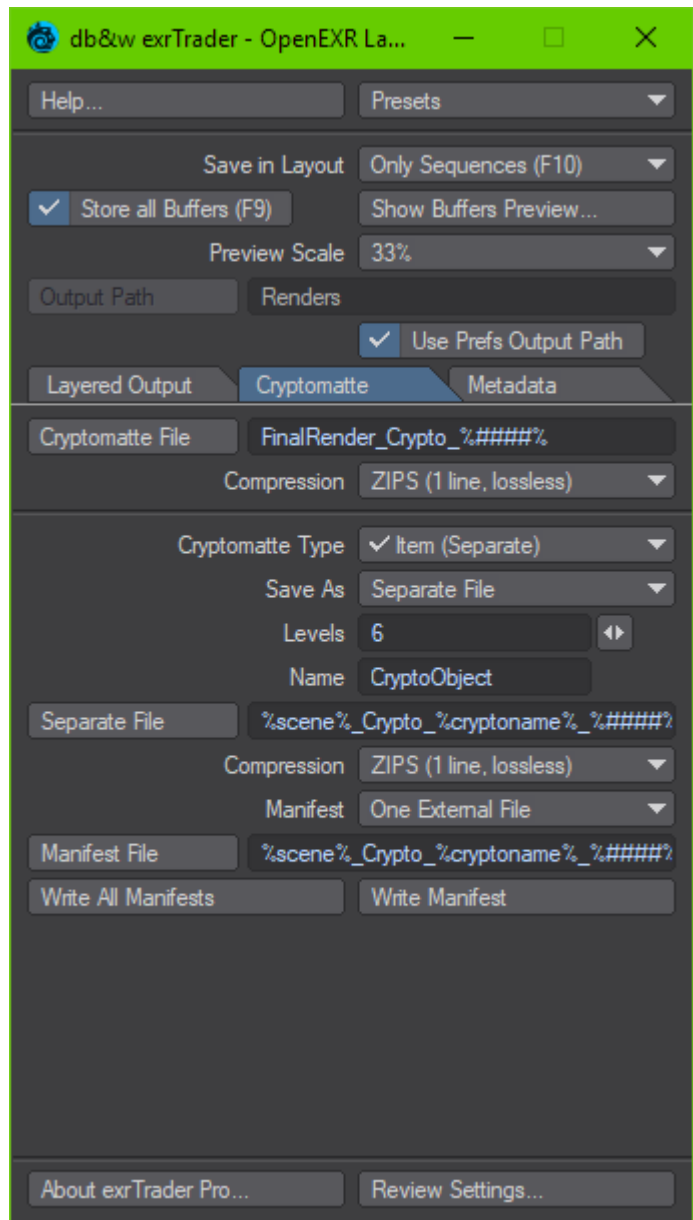 db&w exrTrader - OpenEXR La...
Help... Presets
Save in Layout Only Sequences (F10)
Store all Buffers (F9) Show Buffers Preview...
Preview Scale 33%
Output Path Renders
Use Prefs Output Path
Layered Output Cryptomatte Metadata
Cryptomatte File FinalRender_Crypto_%####%
Compression ZIPS (1 line, lossless)
Cryptomatte Type Item (Separate)
Save As Separate File
Levels 6
Name CryptoObject
Separate File %scene%_Crypto_%cryptoname%_%####%
Compression ZIPS (1 line, lossless)
Manifest One External File
Manifest File %scene%_Crypto_%cryptoname%_%####%
Write All Manifests Write Manifest
About exrTrader Pro... Review Settings...